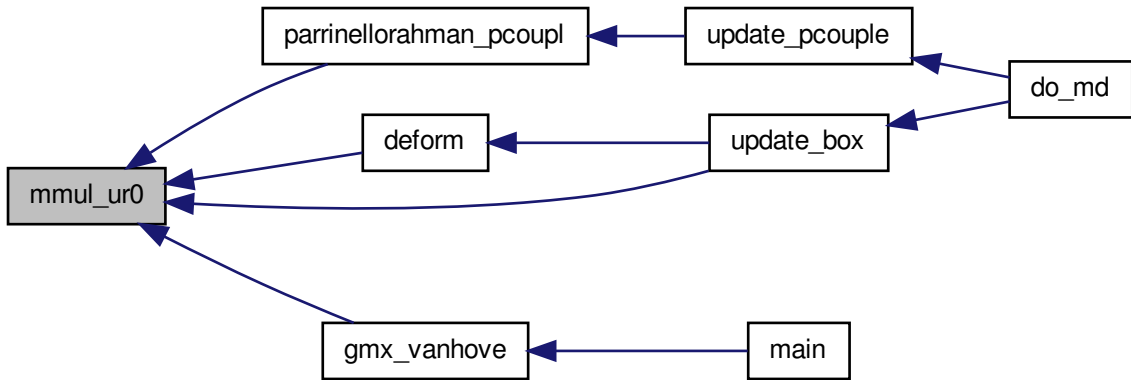 parrinellorahman_pcoupl
update_pcouple
do_md
deform
update_box
mmul_ur0
gmx_vanhove
main